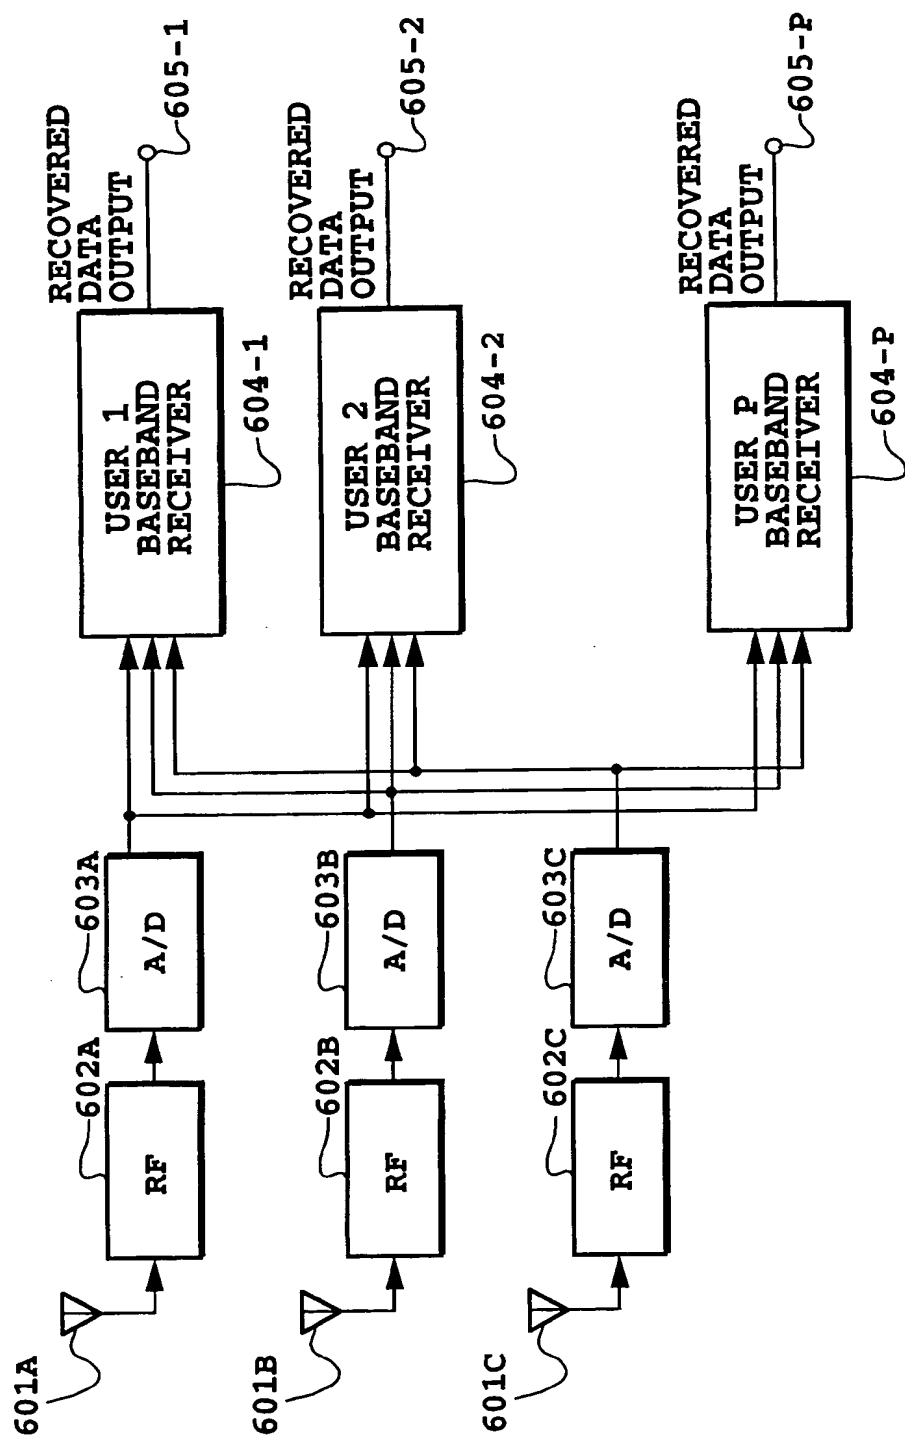 601A
602A
RF
603A
A/D
USER 1
BASEBAND
RECEIVER
604-1
RECOVERED
DATA
OUTPUT
605-1
601B
602B
RF
603B
A/D
USER 2
BASEBAND
RECEIVER
604-2
RECOVERED
DATA
OUTPUT
605-2
601C
602C
RF
603C
A/D
USER P
BASEBAND
RECEIVER
604-P
RECOVERED
DATA
OUTPUT
605-P